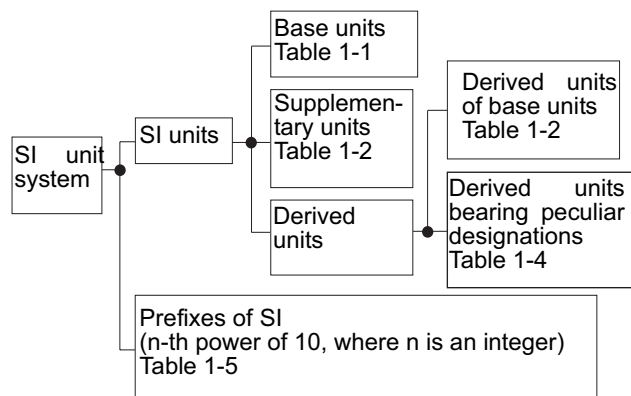 SI unit
system
SI units
Base units
Table 1-1
Supplemen-
tary units
Table 1-2
Derived
units
Derived units
of base units
Table 1-2
Derived units
bearing peculiar
designations
Table 1-4
Prefixes of SI
(n-th power of 10, where n is an integer)
Table 1-5